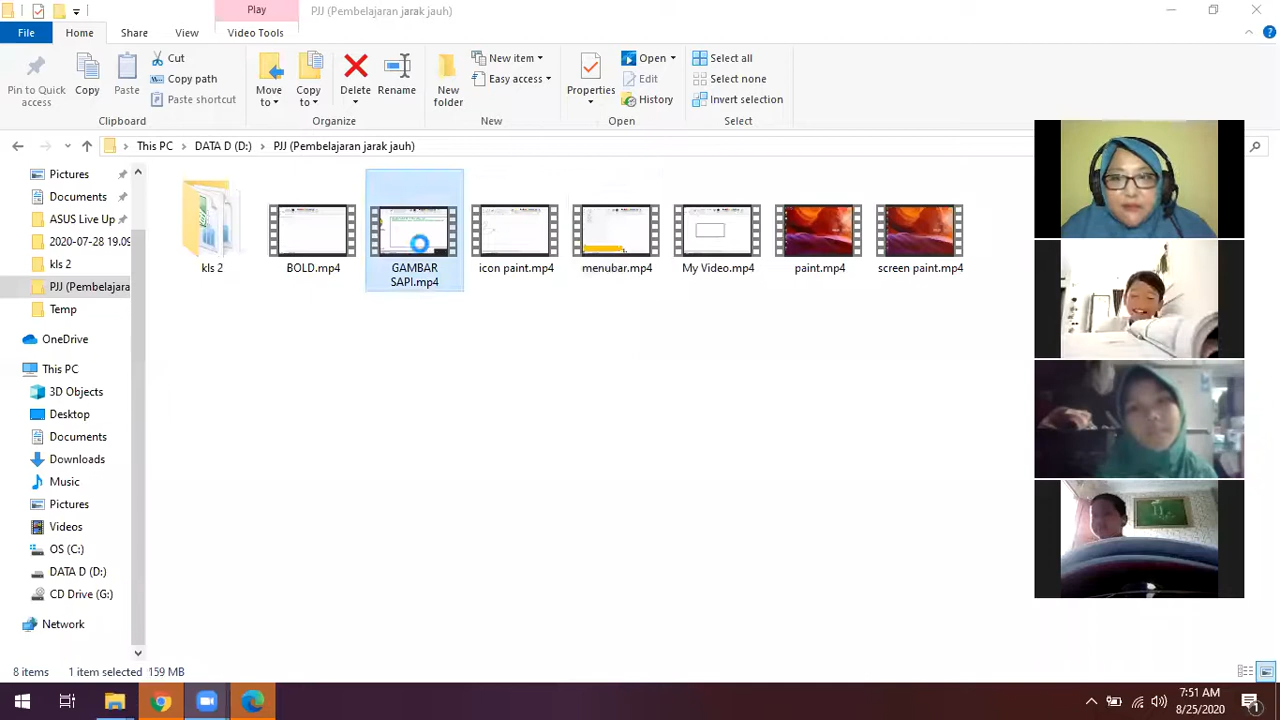 Play
PJJ (Pembelajaran jarak jauh)
File
Home
Share
View
Video Tools
Pin to Quick access
Copy
Paste
Cut
Copy path
Paste shortcut
Move to
Copy to
Delete
Rename
New folder
New item
Easy access
Properties
Open
Edit
History
Select all
Select none
Invert selection
Clipboard
Organize
New
Open
Select
This PC > DATA D (D:) > PJJ (Pembelajaran jarak jauh)
Pictures
Documents
ASUS Live Up
2020-07-28 19.09
kls 2
PJJ (Pembelajara
Temp
OneDrive
This PC
3D Objects
Desktop
Documents
Downloads
Music
Pictures
Videos
OS (C:)
DATA D (D:)
CD Drive (G:)
Network
kls 2
BOLD.mp4
GAMBAR
SAPI.mp4
icon paint.mp4
menubar.mp4
My Video.mp4
paint.mp4
screen paint.mp4
8 items
1 item selected 159 MB
7:51 AM
8/25/2020
1